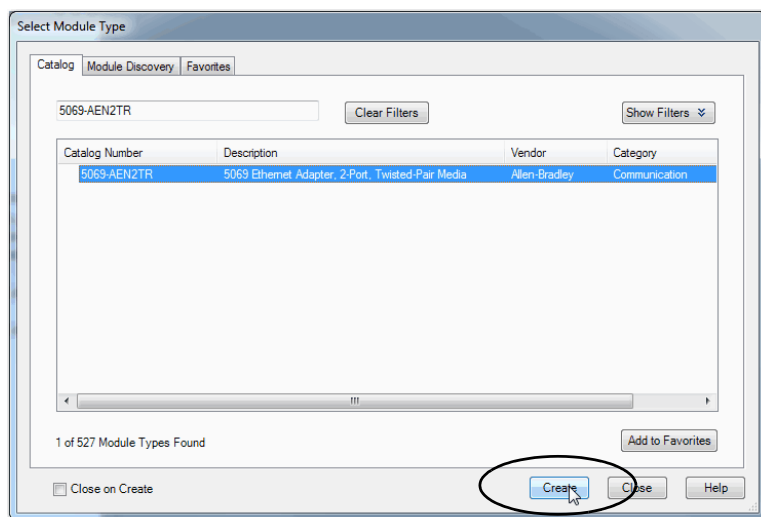 Select Module Type
Catalog Module Discovery Favorites
5069-AEN2TR Clear Filters Show Filters
Catalog Number Description Vendor Category
5069-AEN2TR 5069 Ethernet Adapter, 2-Port, Twisted-Pair Media Allen-Bradley Communication
1 of 527 Module Types Found Add to Favorites
Close on Create Create Close Help